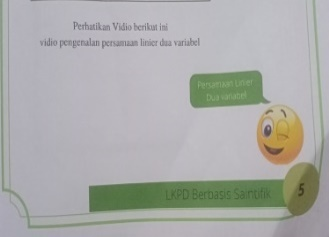 Perhatikan Vidio berikut ini
vidio pengenalan persamaan linier dua variabel
Persamaan Linier
Dua variabel
LKPD Berbasis Saintifik
5